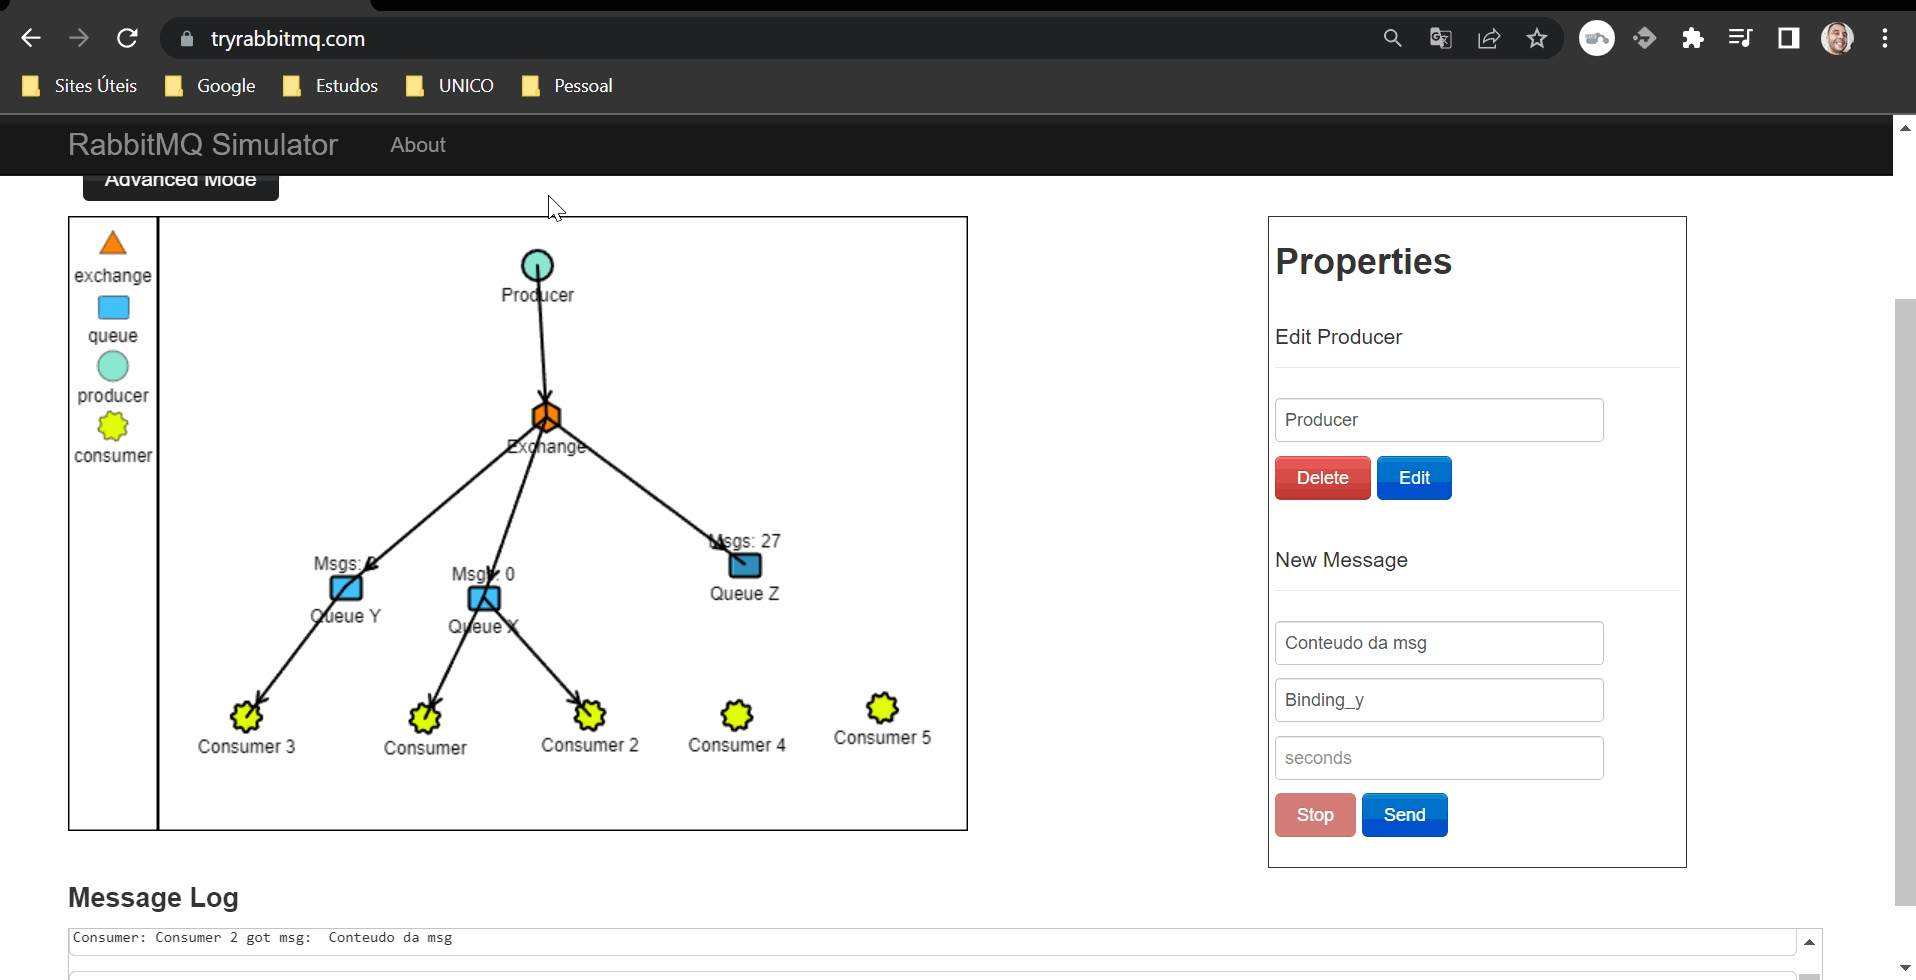 tryrabbitmq.com
Sites Úteis Google Estudos UNICO Pessoal
RabbitMQ Simulator About
Advanced Mode
exchange
queue
producer
consumer
Producer
Exchange
Msgs:
Queue Y
Msgs: 0
Queue X
Msgs: 27
Queue Z
Consumer 3
Consumer
Consumer 2
Consumer 4
Consumer 5
Properties
Edit Producer
Producer
Delete Edit
New Message
Conteudo da msg
Binding_y
seconds
Stop Send
Message Log
Consumer: Consumer 2 got msg: Conteudo da msg